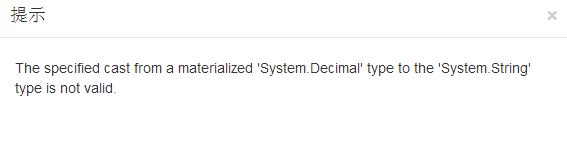 提示
The specified cast from a materialized 'System.Decimal' type to the 'System.String'
type is not valid.